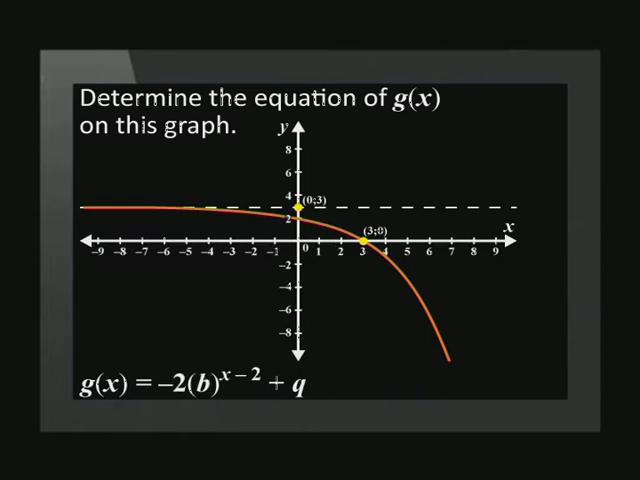 Determine the equation of g(x)
on this graph.
y
8
6
4
(0;3)
2
x
(3;0)
–9 –8 –7 –6 –5 –4 –3 –2 –1 0 1 2 3 4 5 6 7 8 9
–2
–4
–6
–8
g(x) = –2(b)^{x – 2} + q